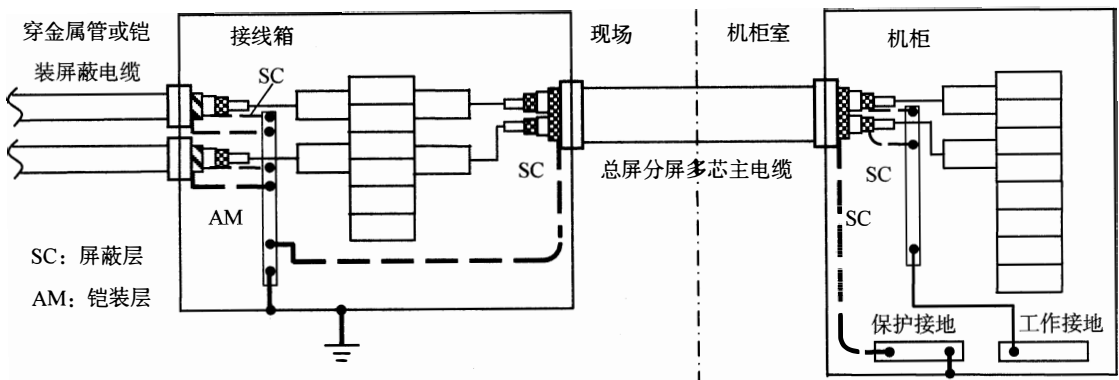 穿金属管或铠
装屏蔽电缆
接线箱
现场
机柜室
机柜
SC
SC
总屏分屏多芯主电缆
SC
SC
AM
SC：屏蔽层
AM：铠装层
保护接地
工作接地